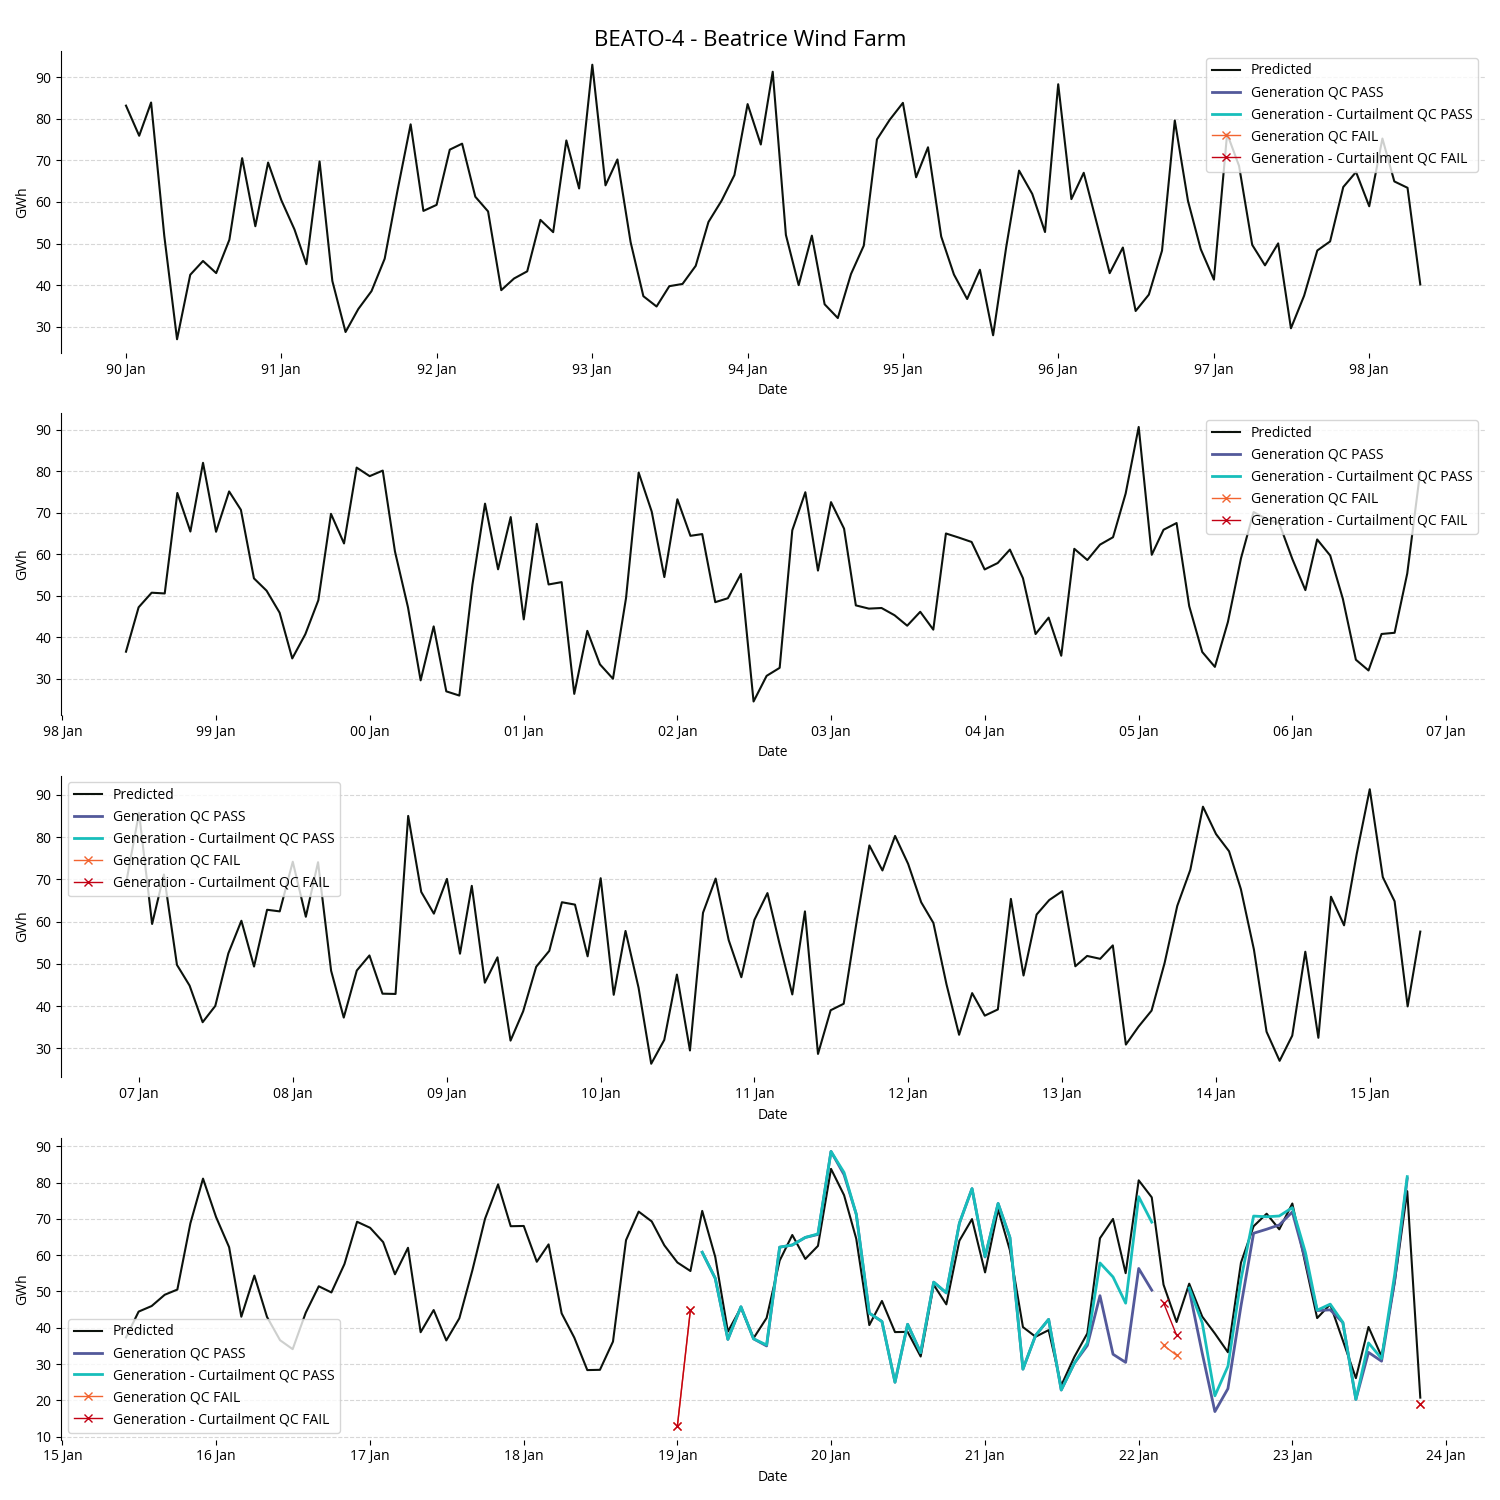 BEATO-4 - Beatrice Wind Farm
90
80
70
60
50
40
30
GWh
Predicted
Generation QC PASS
Generation - Curtailment QC PASS
Generation QC FAIL
Generation - Curtailment QC FAIL
90 Jan 91 Jan 92 Jan 93 Jan 94 Jan 95 Jan 96 Jan 97 Jan 98 Jan
Date
90
80
70
60
50
40
30
GWh
Predicted
Generation QC PASS
Generation - Curtailment QC PASS
Generation QC FAIL
Generation - Curtailment QC FAIL
98 Jan 99 Jan 00 Jan 01 Jan 02 Jan 03 Jan 04 Jan 05 Jan 06 Jan 07 Jan
Date
90
80
70
60
50
40
30
GWh
Predicted
Generation QC PASS
Generation - Curtailment QC PASS
Generation QC FAIL
Generation - Curtailment QC FAIL
07 Jan 08 Jan 09 Jan 10 Jan 11 Jan 12 Jan 13 Jan 14 Jan 15 Jan
Date
90
80
70
60
50
40
30
20
10
GWh
Predicted
Generation QC PASS
Generation - Curtailment QC PASS
Generation QC FAIL
Generation - Curtailment QC FAIL
15 Jan 16 Jan 17 Jan 18 Jan 19 Jan 20 Jan 21 Jan 22 Jan 23 Jan 24 Jan
Date